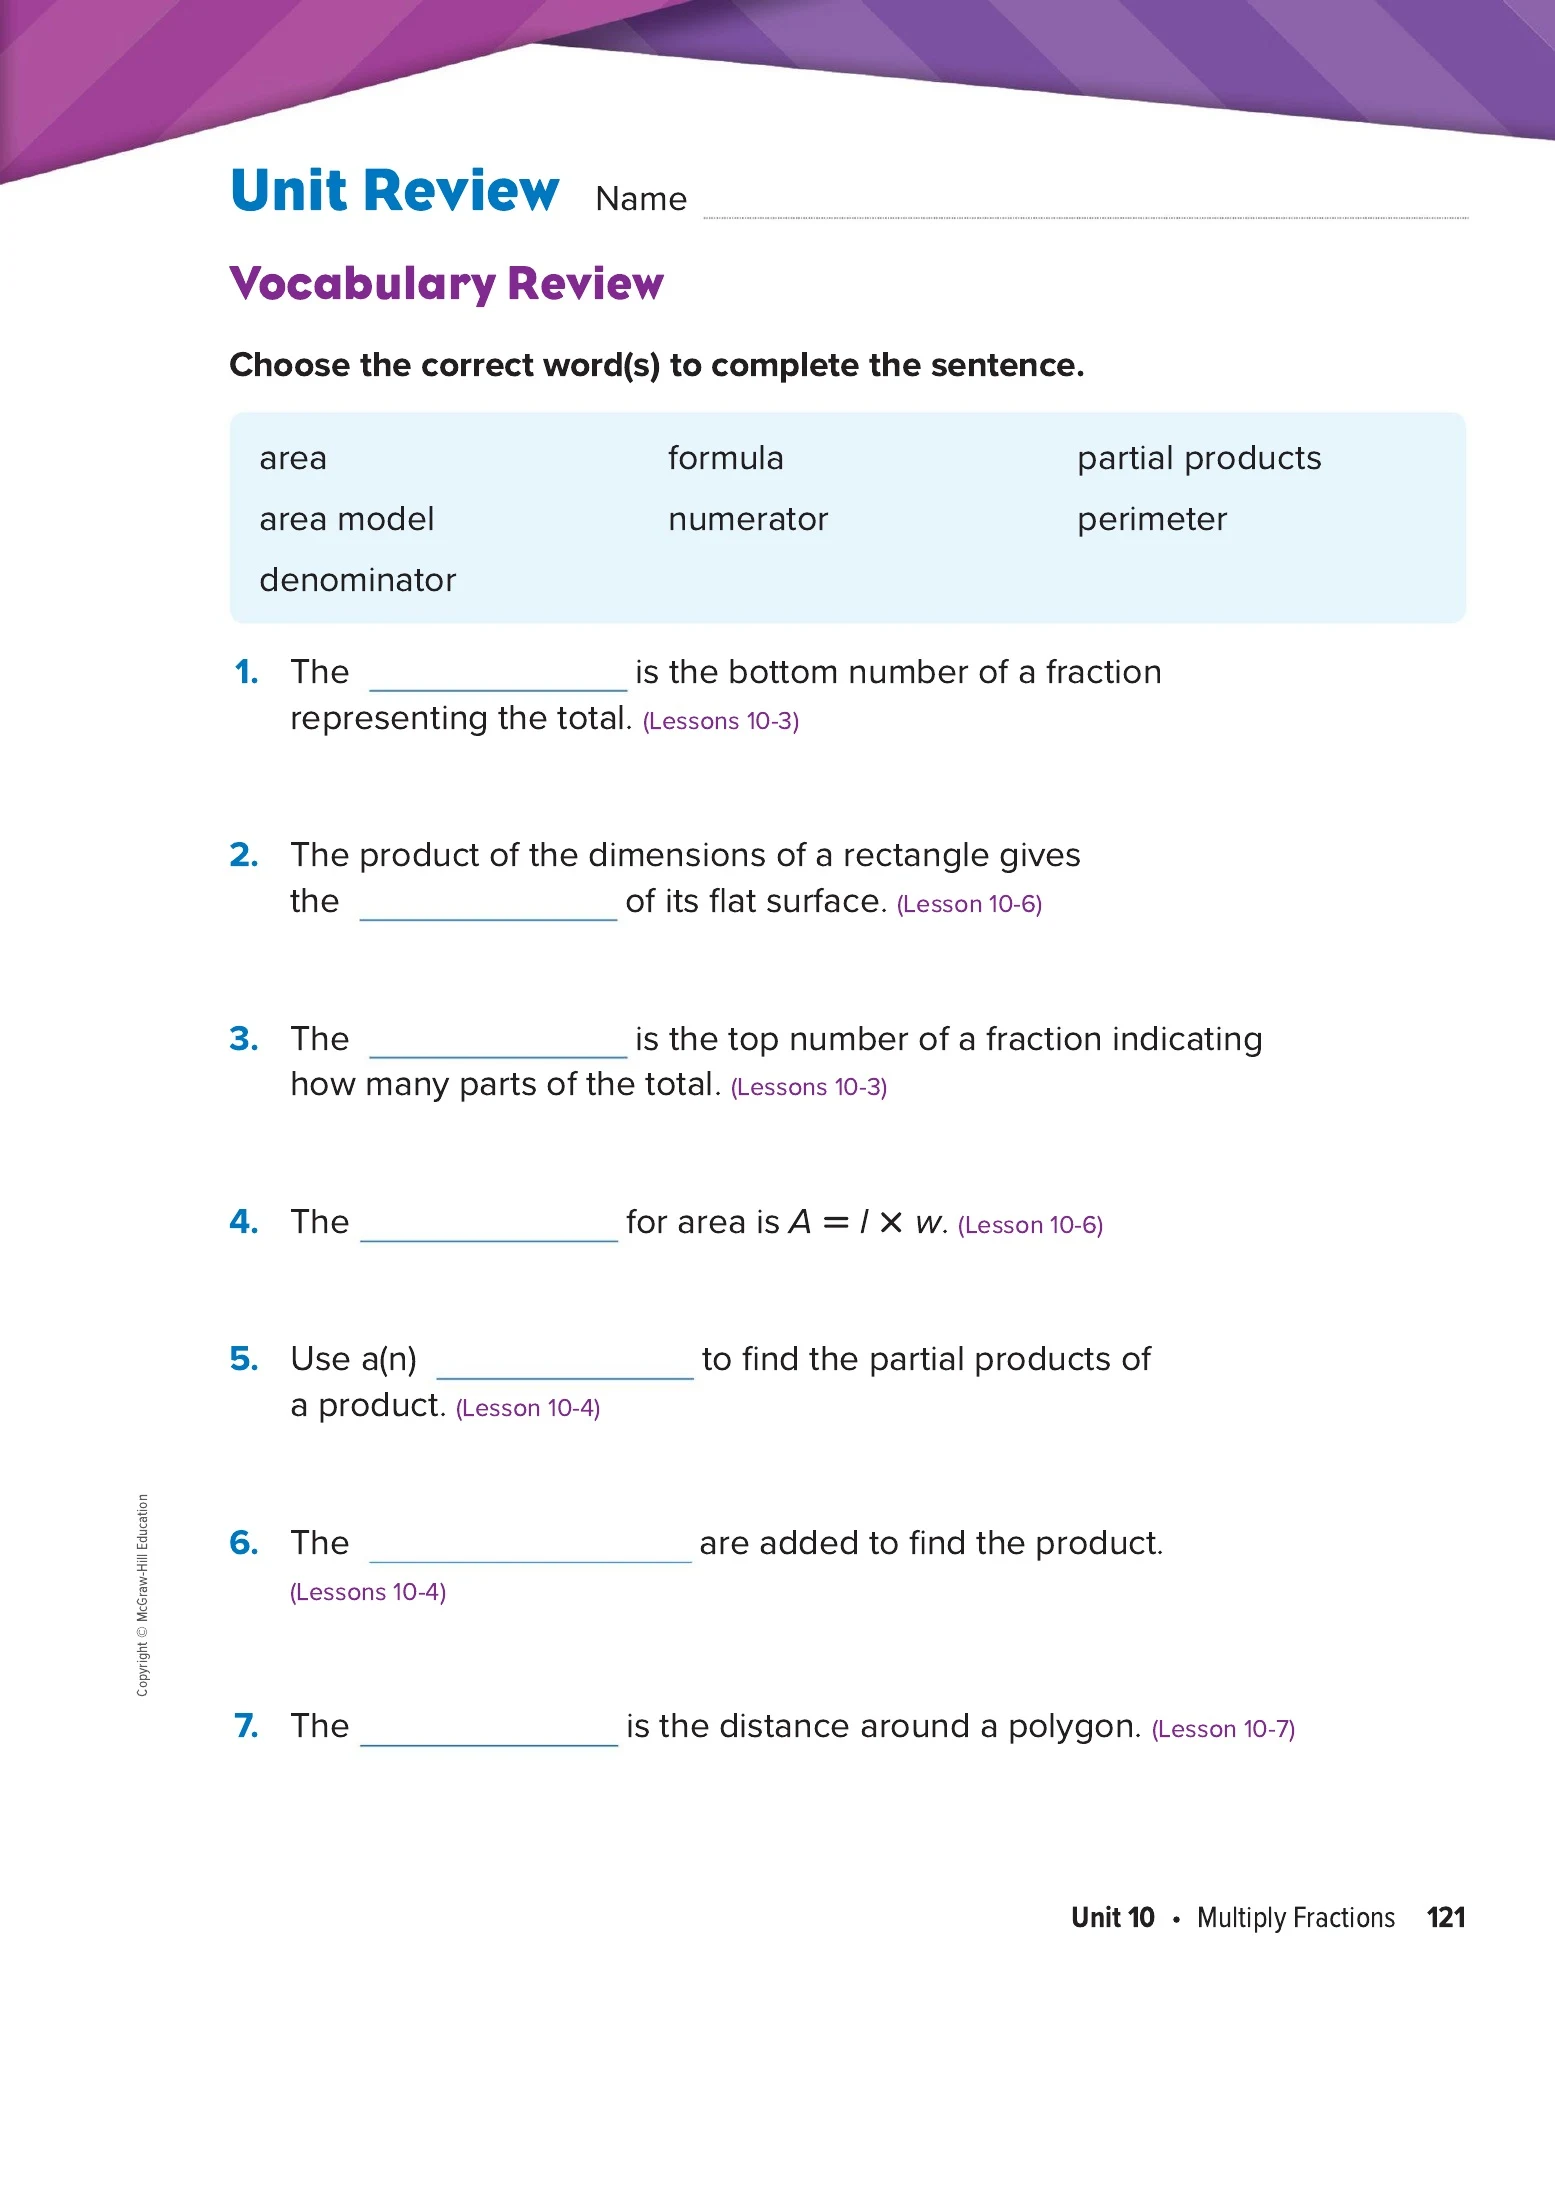 Unit Review Name
Vocabulary Review
Choose the correct word(s) to complete the sentence.
area formula partial products
area model numerator perimeter
denominator
1. The is the bottom number of a fraction
representing the total. (Lessons 10-3)
2. The product of the dimensions of a rectangle gives
the of its flat surface. (Lesson 10-6)
3. The is the top number of a fraction indicating
how many parts of the total. (Lessons 10-3)
4. The for area is A = l × w. (Lesson 10-6)
5. Use a(n) to find the partial products of
a product. (Lesson 10-4)
6. The are added to find the product.
(Lessons 10-4)
7. The is the distance around a polygon. (Lesson 10-7)
Copyright © McGraw-Hill Education
Unit 10 • Multiply Fractions 121